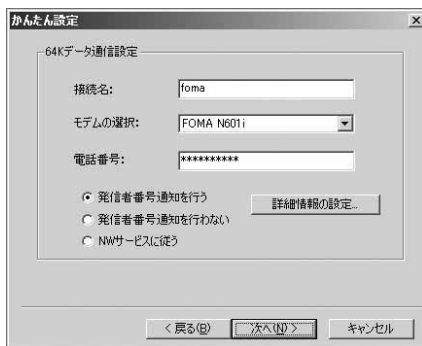 かんたん設定
64Kデータ通信設定
接続名: foma
モデムの選択: FOMA N601i
電話番号: **********
発信者番号通知を行う
詳細情報の設定...
発信者番号通知を行わない
NWサービスに従う
< 戻る(B) 次へ(N) > キャンセル